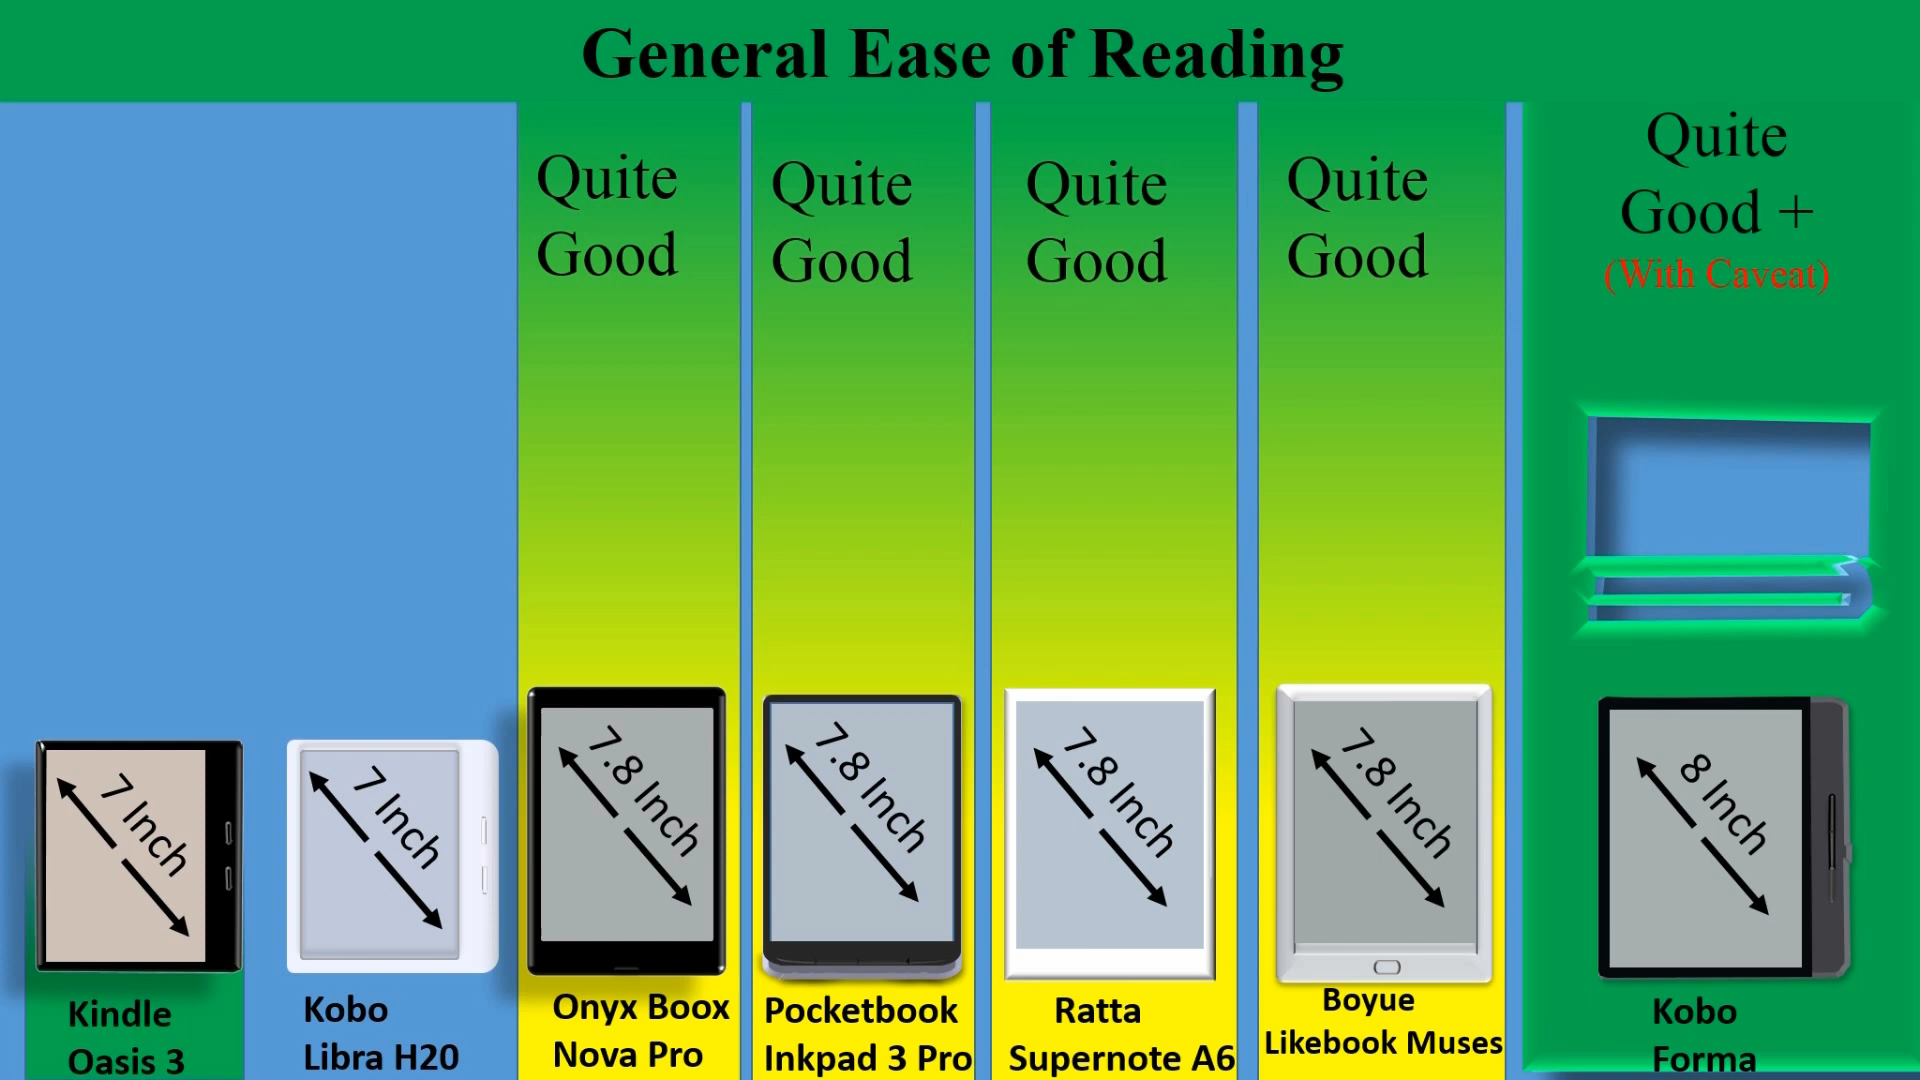 General Ease of Reading
Quite
Good
Quite
Good
Quite
Good
Quite
Good
Quite
Good +
(With Caveat)
7 Inch
7 Inch
7.8 Inch
7.8 Inch
7.8 Inch
7.8 Inch
8 Inch
Kindle
Oasis 3
Kobo
Libra H20
Onyx Boox
Nova Pro
Pocketbook
Inkpad 3 Pro
Ratta
Supernote A6
Boyue
Likebook Muses
Kobo
Forma